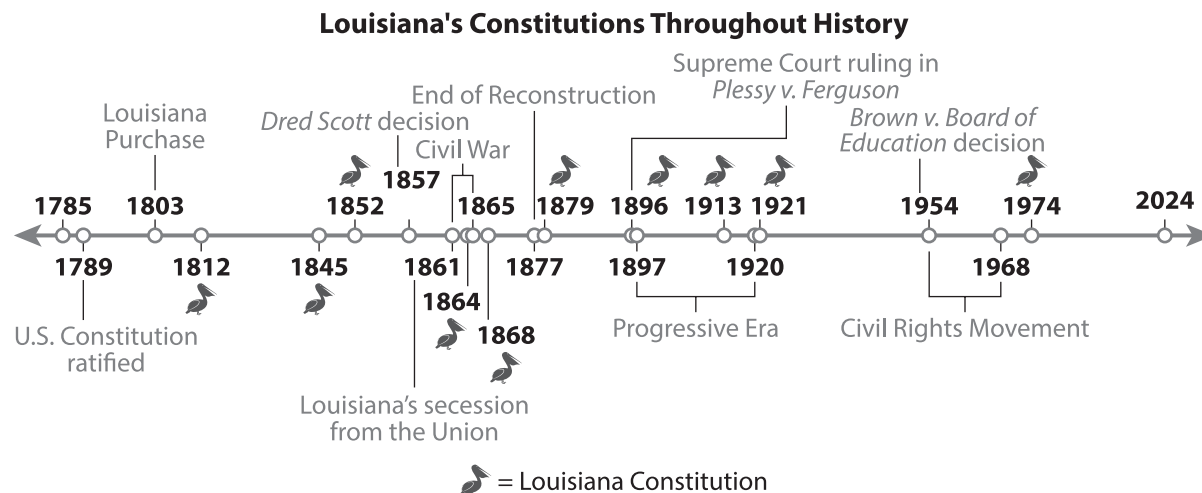 Louisiana's Constitutions Throughout History
Supreme Court ruling in
Plessy v. Ferguson
End of Reconstruction
Louisiana
Purchase
Dred Scott decision
Civil War
Brown v. Board of
Education decision
1857
1785
1803
1852
1865
1879
1896
1913
1921
1954
1974
2024
1789
1812
1845
1861
1877
1897
1920
1968
1864
1868
U.S. Constitution
ratified
Progressive Era
Civil Rights Movement
Louisiana’s secession
from the Union
= Louisiana Constitution